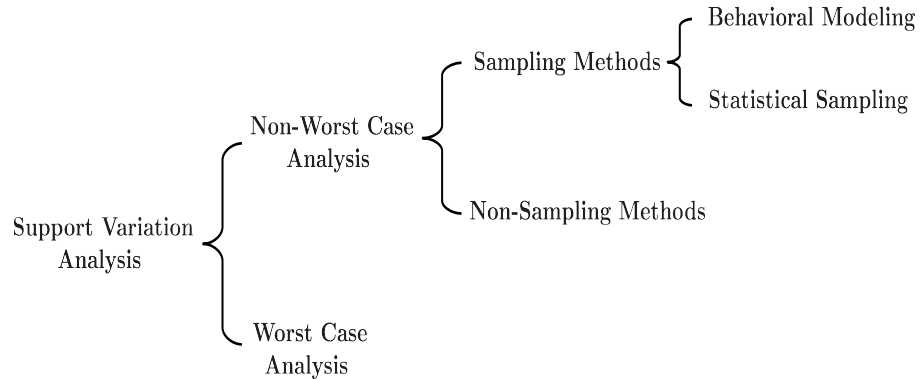 Behavioral Modeling
Sampling Methods
Statistical Sampling
Non-Worst Case
Analysis
Non-Sampling Methods
Support Variation
Analysis
Worst Case
Analysis